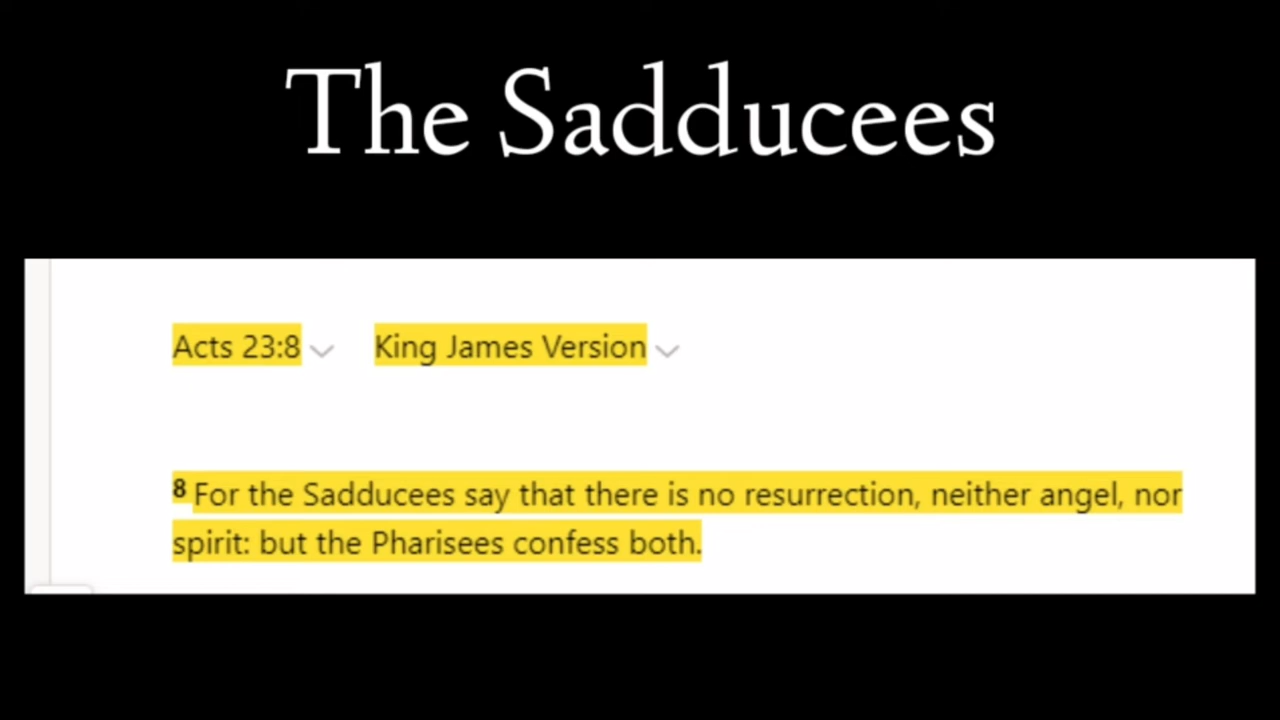 The Sadducees
Acts 23:8 King James Version
8 For the Sadducees say that there is no resurrection, neither angel, nor
spirit: but the Pharisees confess both.